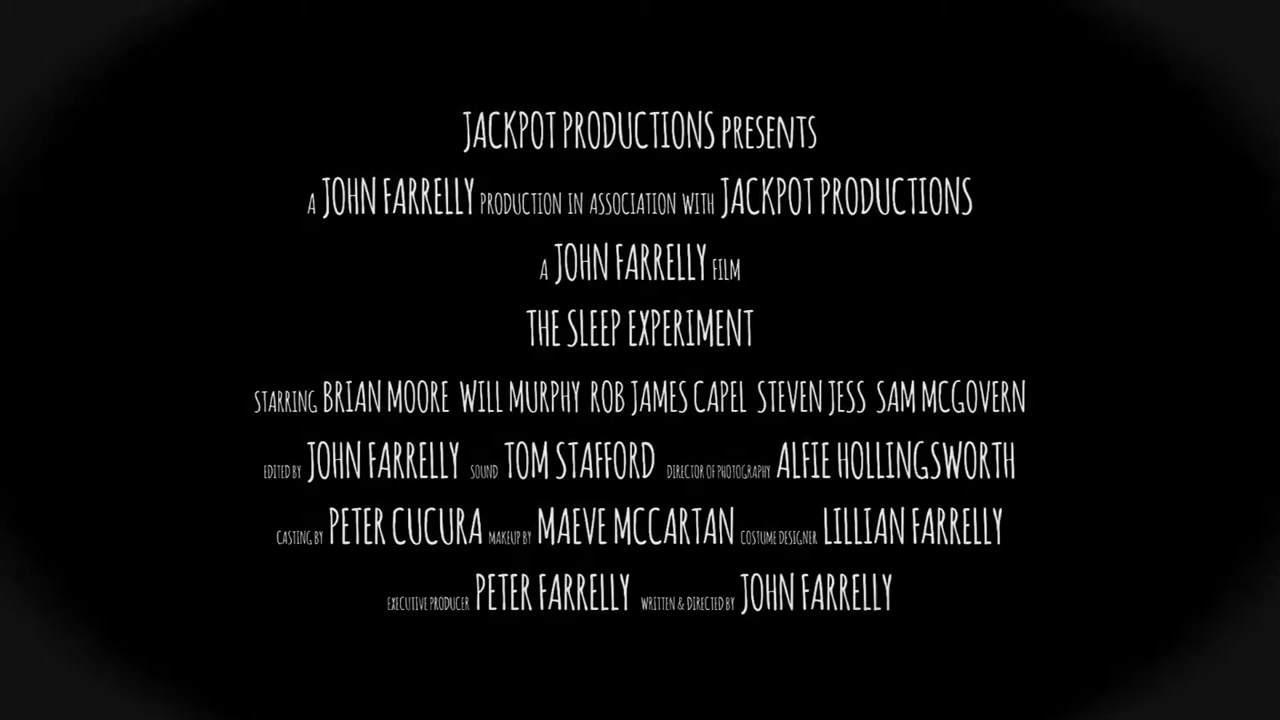 JACKPOT PRODUCTIONS PRESENTS
A JOHN FARRELLY PRODUCTION IN ASSOCIATION WITH JACKPOT PRODUCTIONS
A JOHN FARRELLY FILM
THE SLEEP EXPERIMENT
STARRING BRIAN MOORE WILL MURPHY ROB JAMES CAPEL STEVEN JESS SAM MCGOVERN
EDITED BY JOHN FARRELLY SOUND TOM STAFFORD DIRECTOR OF PHOTOGRAPHY ALFIE HOLLINGSWORTH
CASTING BY PETER CUCURA MAKEUP BY MAEVE MCCARTAN COSTUME DESIGNER LILLIAN FARRELLY
EXECUTIVE PRODUCER PETER FARRELLY WRITTEN & DIRECTED BY JOHN FARRELLY